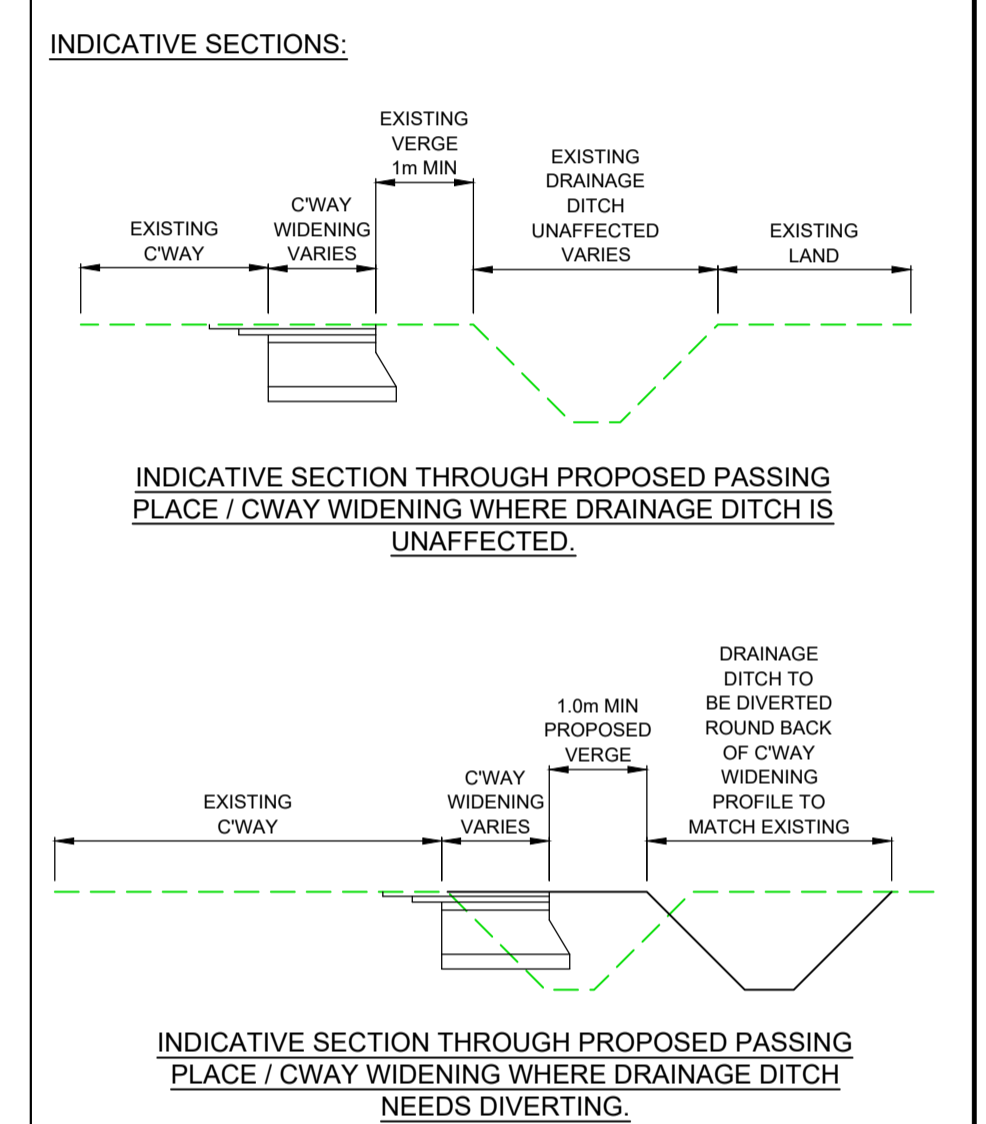 INDICATIVE SECTIONS:
EXISTING
C'WAY
C'WAY
WIDENING
VARIES
EXISTING
VERGE
1m MIN
EXISTING
DRAINAGE
DITCH
UNAFFECTED
VARIES
EXISTING
LAND
INDICATIVE SECTION THROUGH PROPOSED PASSING
PLACE / CWAY WIDENING WHERE DRAINAGE DITCH IS
UNAFFECTED.
EXISTING
C'WAY
C'WAY
WIDENING
VARIES
1.0m MIN
PROPOSED
VERGE
DRAINAGE
DITCH TO
BE DIVERTED
ROUND BACK
OF C'WAY
WIDENING
PROFILE TO
MATCH EXISTING
INDICATIVE SECTION THROUGH PROPOSED PASSING
PLACE / CWAY WIDENING WHERE DRAINAGE DITCH
NEEDS DIVERTING.